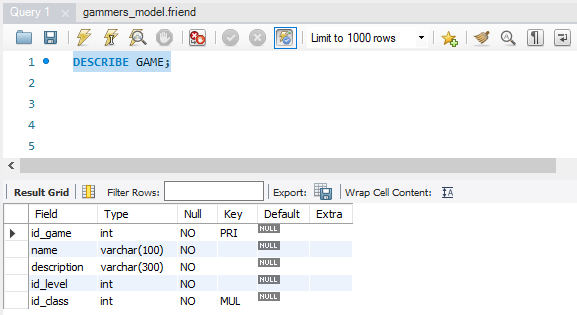 Query 1 gammers_model.friend
Limit to 1000 rows
1 DESCRIBE GAME;
2
3
4
5
Result Grid Filter Rows: Export: Wrap Cell Content: IA
Field Type Null Key Default Extra
id_game int NO PRI NULL
name varchar(100) NO NULL
description varchar(300) NO NULL
id_level int NO NULL
id_class int NO MUL NULL